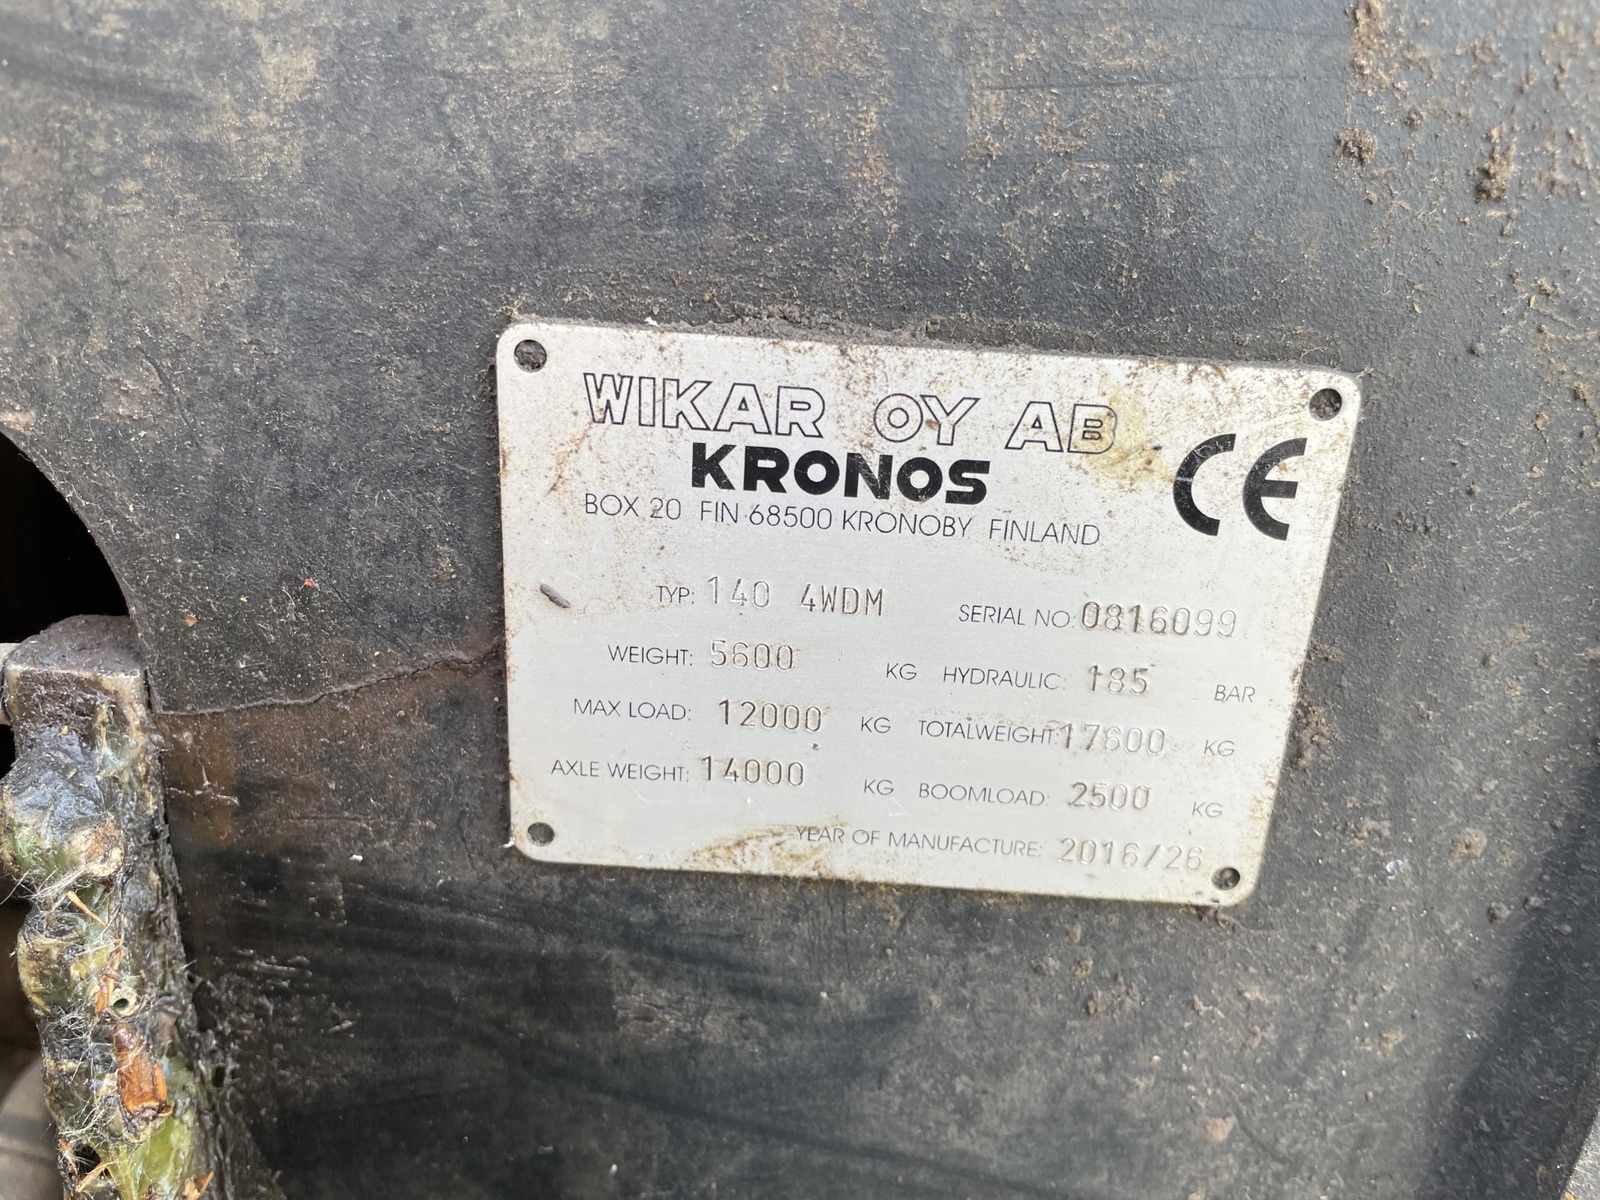 WIKAR OY AB
KRONOS
BOX 20 FIN 68500 KRONOBY FINLAND
CE
TYP: 140 4WDM SERIAL NO: 0816099
WEIGHT: 5600 KG HYDRAULIC: 185 BAR
MAX LOAD: 12000 KG TOTALWEIGHT: 17600 KG
AXLE WEIGHT: 14000 KG BOOMLOAD: 2500 KG
YEAR OF MANUFACTURE: 2016/26